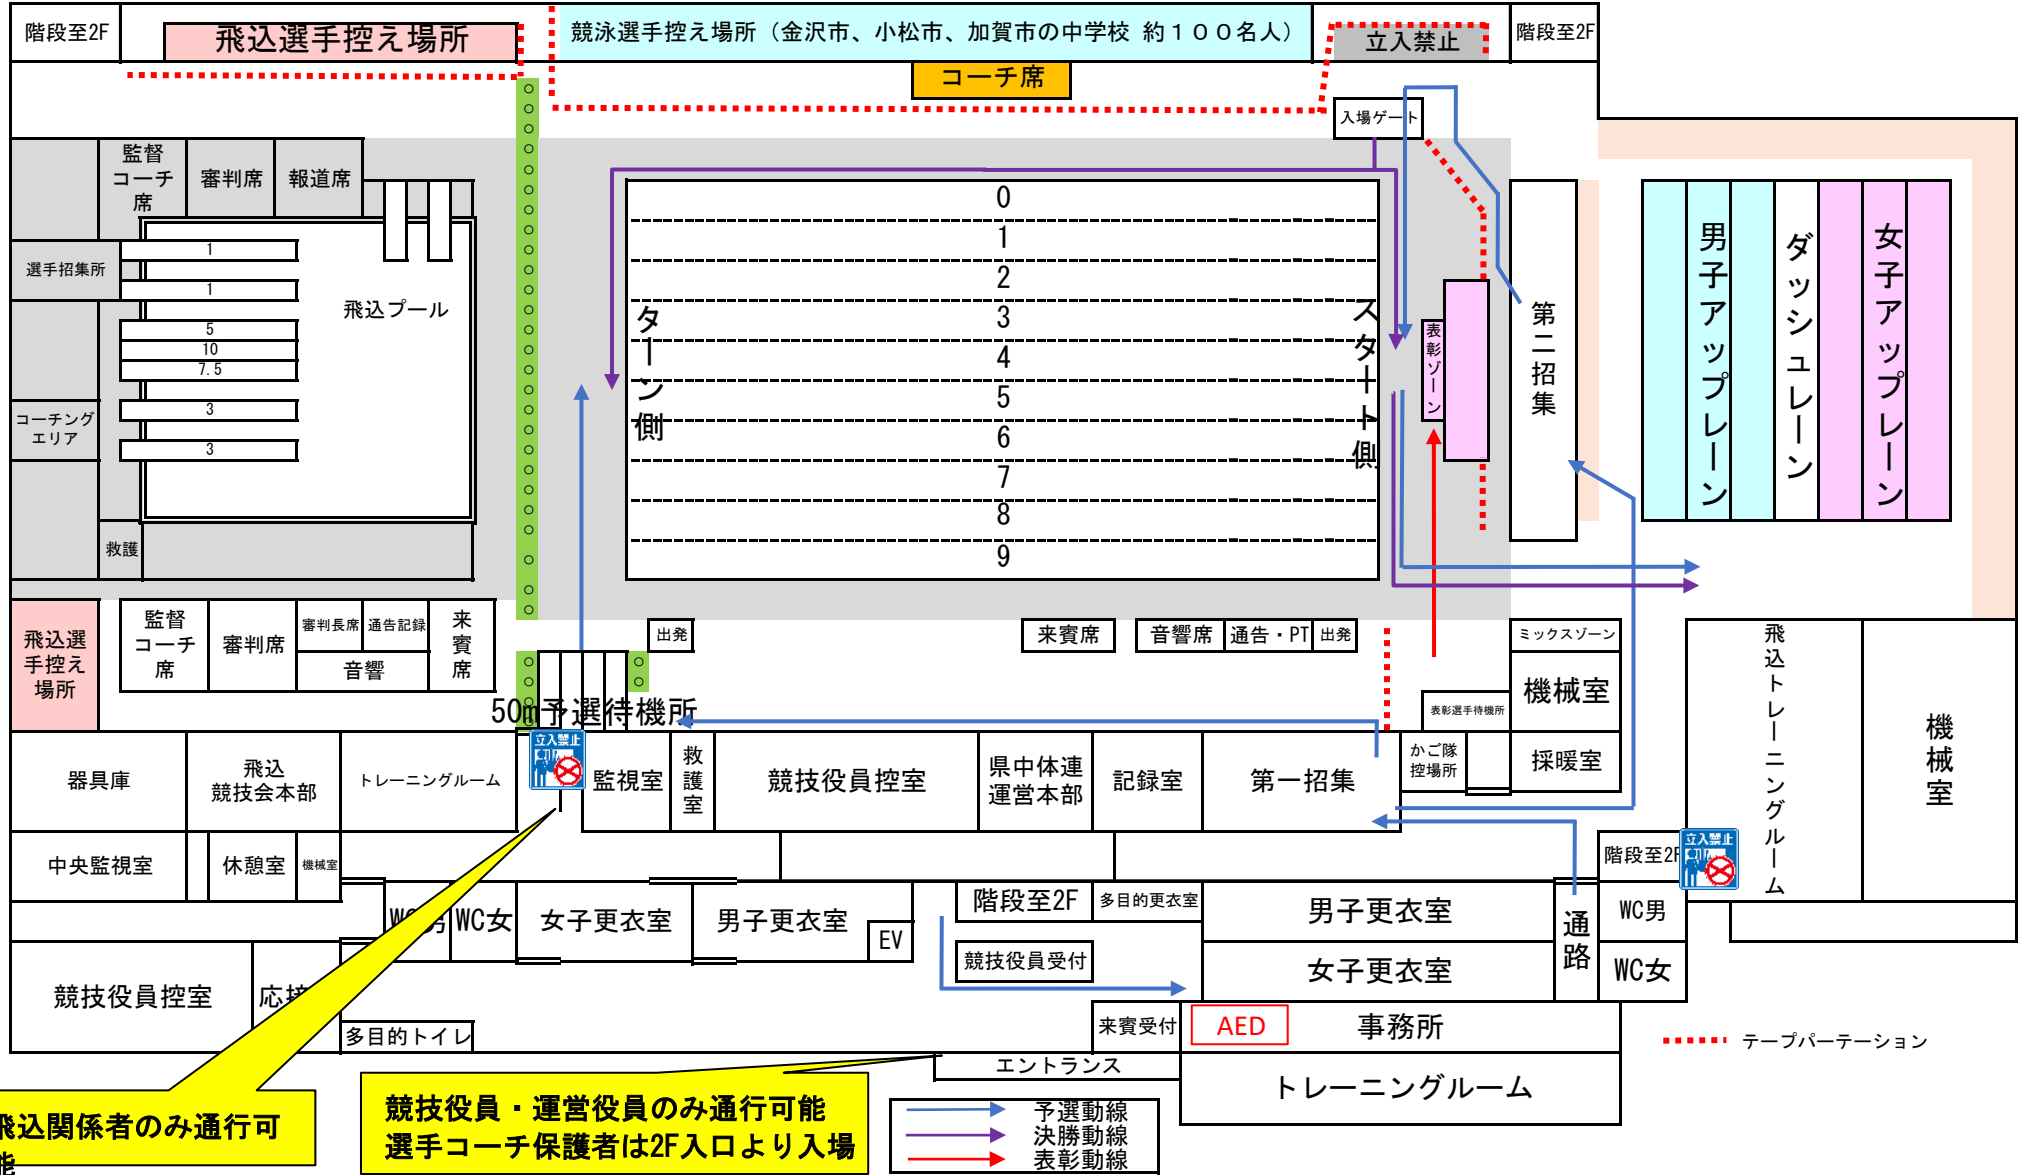 階段至2F
飛込選手控え場所
競泳選手控え場所（金沢市、小松市、加賀市の中学校 約１００名人）
立入禁止
階段至2F
コーチ席
入場ゲート
監督
コーチ
席
審判席
報道席
選手招集所
1
1
5
10
7.5
3
3
飛込プール
コーチング
エリア
救護
0
1
2
3
4
5
6
7
8
9
ターン側
スタート側
表彰ゾーン
第二招集
男子アップレーン
ダッシュレーン
女子アップレーン
飛込選
手控え
場所
監督
コーチ
席
審判席
審判長席
通告記録
音響
来賓席
出発
来賓席
音響席
通告・PT
出発
ミックスゾーン
機械室
表彰選手待機所
50m予選待機所
立入禁止
器具庫
飛込
競技会本部
トレーニングルーム
監視室
救護室
競技役員控室
県中体連
運営本部
記録室
第一招集
かご隊
控場所
採暖室
飛込トレーニングルーム
機械室
中央監視室
休憩室
機械室
階段至2F
立入禁止
WC男
WC女
女子更衣室
男子更衣室
EV
階段至2F
多目的更衣室
男子更衣室
通路
WC男
競技役員受付
女子更衣室
WC女
競技役員控室
応接
多目的トイレ
来賓受付
AED
事務所
エントランス
トレーニングルーム
テープパーテーション
飛込関係者のみ通行可
能
競技役員・運営役員のみ通行可能
選手コーチ保護者は2F入口より入場
予選動線
決勝動線
表彰動線